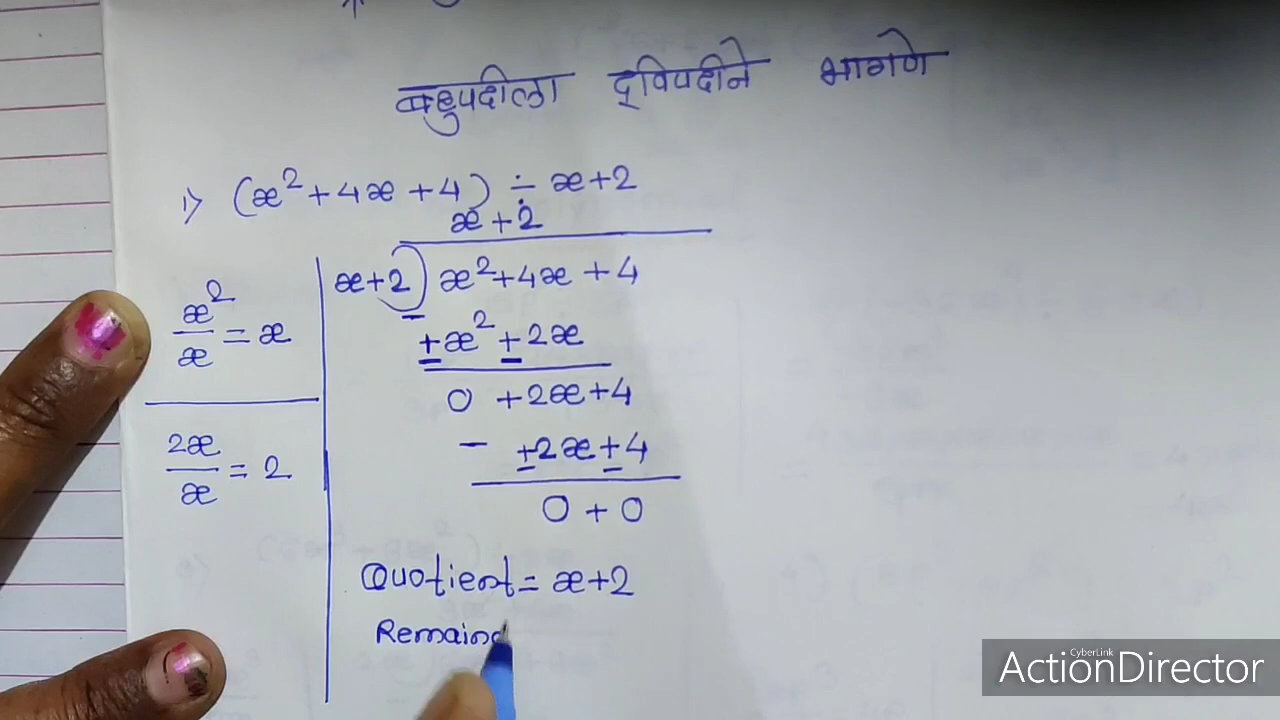 बहुपदीला द्विपदीने भागणे
1) (x² + 4x + 4) ÷ x + 2
x + 2
x + 2 ) x² + 4x + 4
x²/x = x
− + x² + 2x
0 + 2x + 4
2x/x = 2
− + 2x + 4
0 + 0
Quotient = x + 2
Remaind
CyberLink
ActionDirector